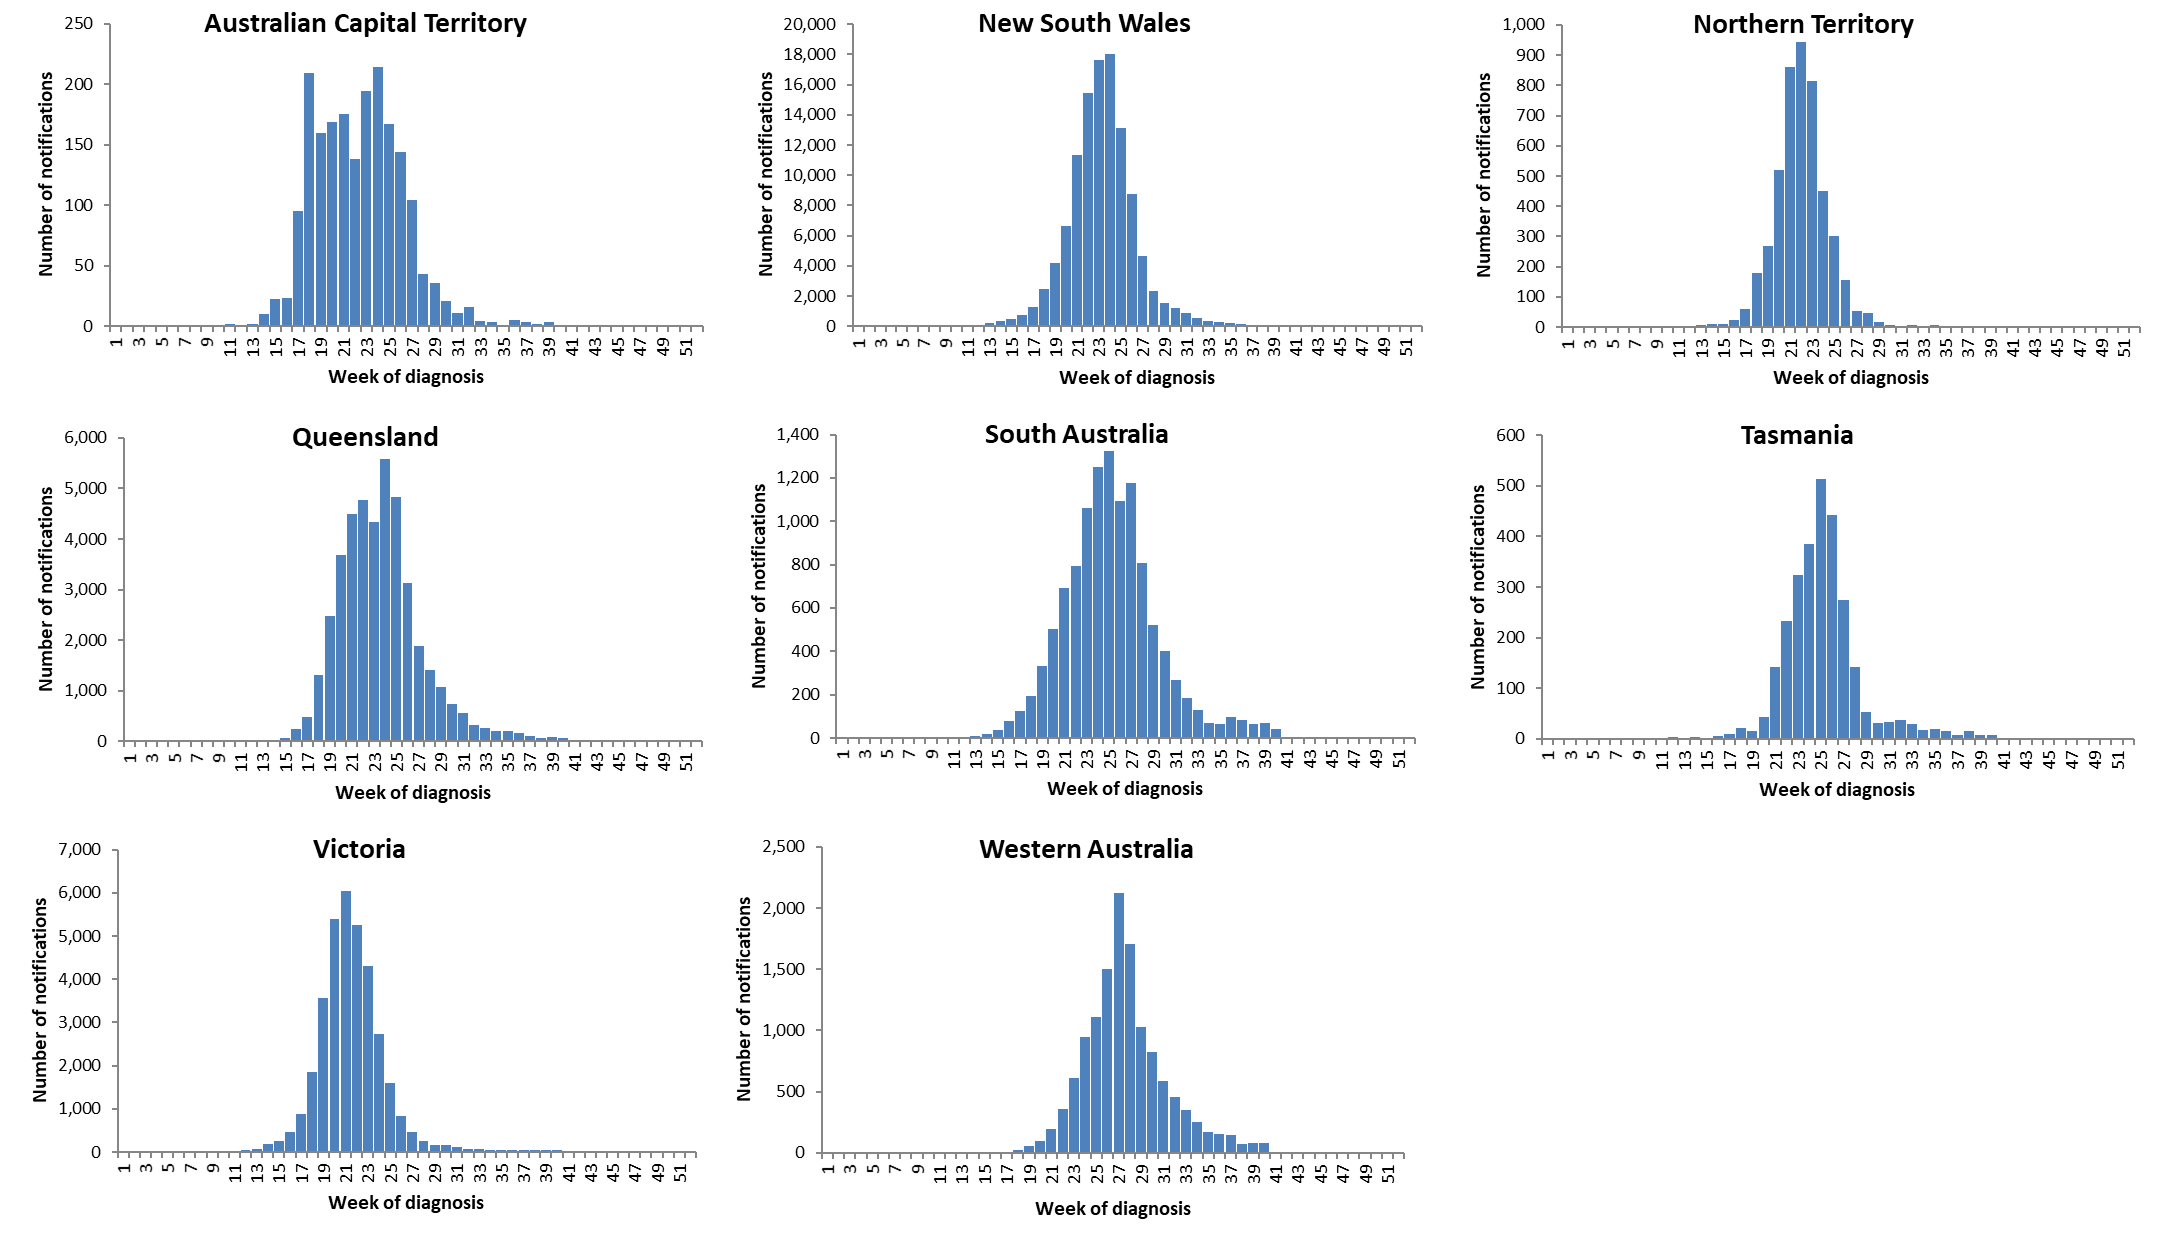 Australian Capital Territory
Number of notifications
250
200
150
100
50
0
1 3 5 7 9 11 13 15 17 19 21 23 25 27 29 31 33 35 37 39 41 43 45 47 49 51
Week of diagnosis
New South Wales
Number of notifications
20,000
18,000
16,000
14,000
12,000
10,000
8,000
6,000
4,000
2,000
0
1 3 5 7 9 11 13 15 17 19 21 23 25 27 29 31 33 35 37 39 41 43 45 47 49 51
Week of diagnosis
Northern Territory
Number of notifications
1,000
900
800
700
600
500
400
300
200
100
0
1 3 5 7 9 11 13 15 17 19 21 23 25 27 29 31 33 35 37 39 41 43 45 47 49 51
Week of diagnosis
Queensland
Number of notifications
6,000
5,000
4,000
3,000
2,000
1,000
0
1 3 5 7 9 11 13 15 17 19 21 23 25 27 29 31 33 35 37 39 41 43 45 47 49 51
Week of diagnosis
South Australia
Number of notifications
1,400
1,200
1,000
800
600
400
200
0
1 3 5 7 9 11 13 15 17 19 21 23 25 27 29 31 33 35 37 39 41 43 45 47 49 51
Week of diagnosis
Tasmania
Number of notifications
600
500
400
300
200
100
0
1 3 5 7 9 11 13 15 17 19 21 23 25 27 29 31 33 35 37 39 41 43 45 47 49 51
Week of diagnosis
Victoria
Number of notifications
7,000
6,000
5,000
4,000
3,000
2,000
1,000
0
1 3 5 7 9 11 13 15 17 19 21 23 25 27 29 31 33 35 37 39 41 43 45 47 49 51
Week of diagnosis
Western Australia
Number of notifications
2,500
2,000
1,500
1,000
500
0
1 3 5 7 9 11 13 15 17 19 21 23 25 27 29 31 33 35 37 39 41 43 45 47 49 51
Week of diagnosis